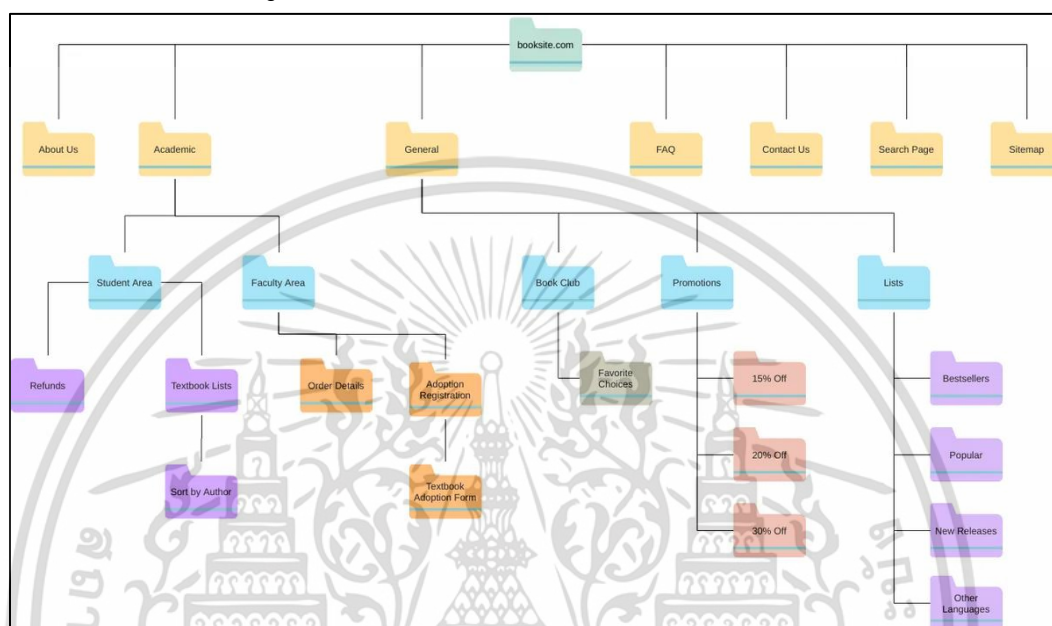 booksite.com
About Us
Academic
General
FAQ
Contact Us
Search Page
Sitemap
Student Area
Faculty Area
Book Club
Promotions
Lists
Refunds
Textbook Lists
Order Details
Adoption
Registration
Favorite
Choices
15% Off
Bestsellers
Sort by Author
Textbook
Adoption Form
20% Off
Popular
30% Off
New Releases
Other
Languages